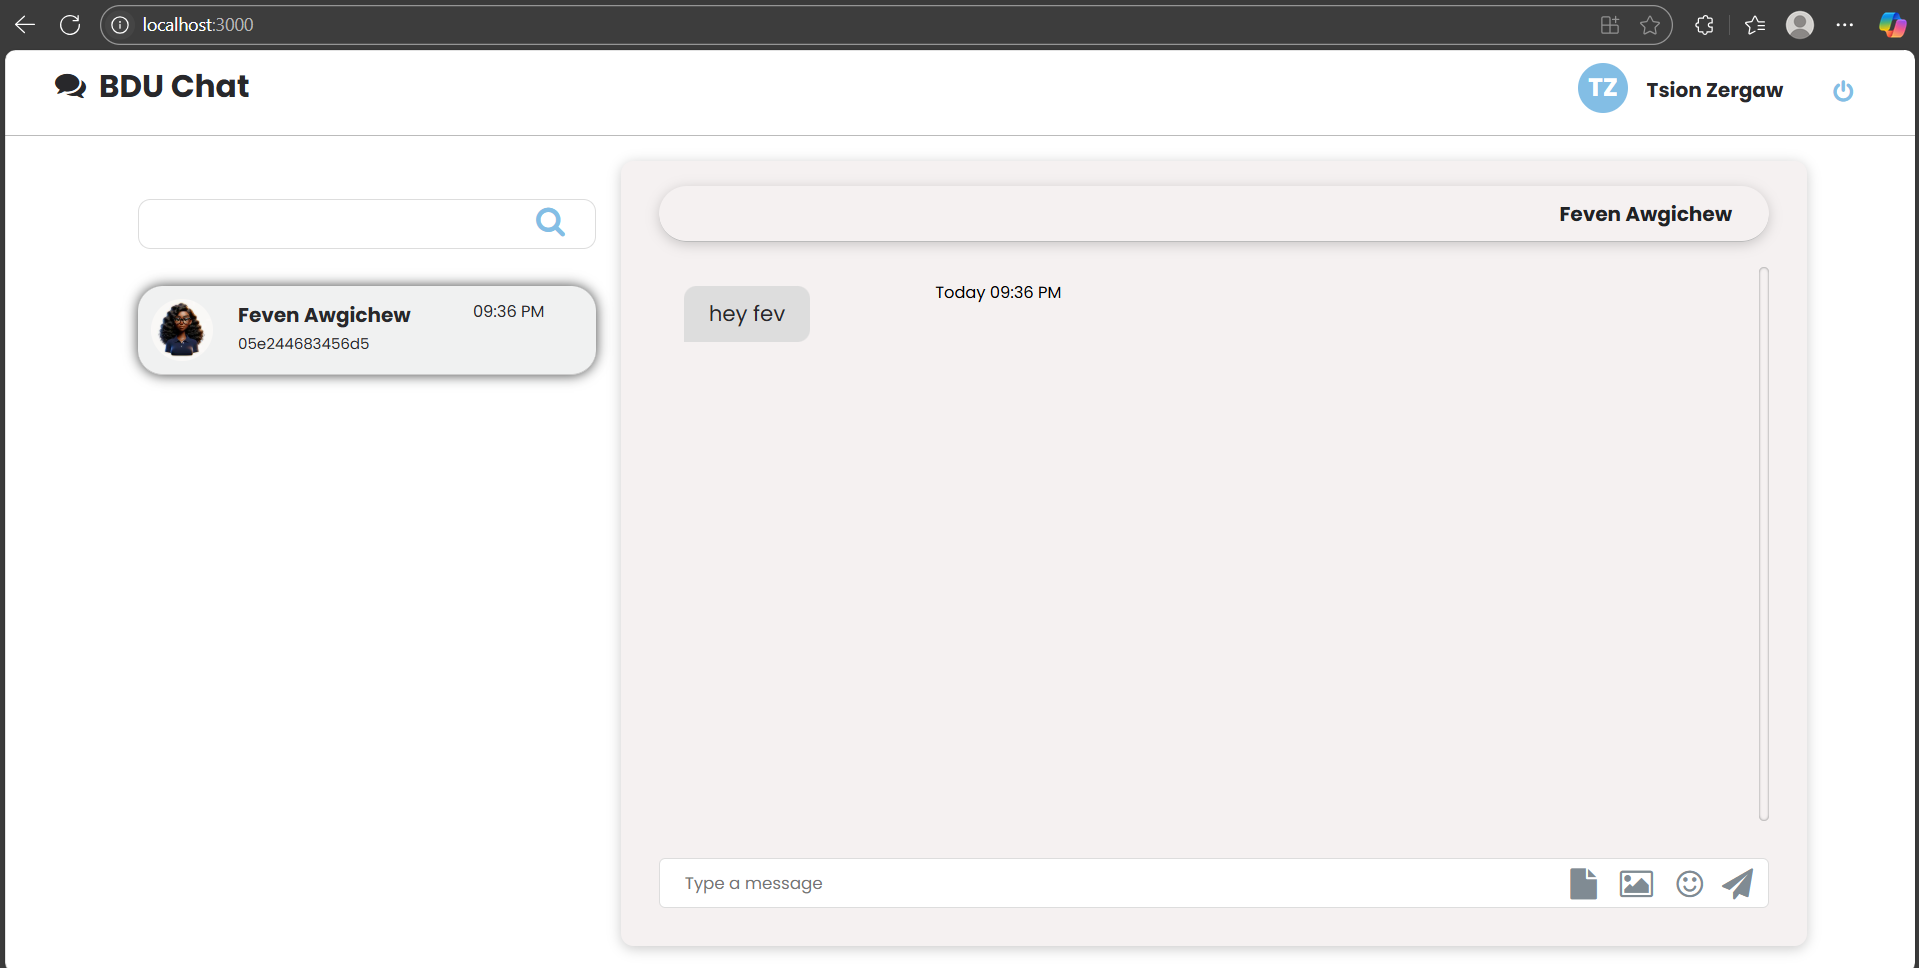 localhost:3000
BDU Chat
TZ
Tsion Zergaw
Feven Awgichew
09:36 PM
05e244683456d5
Feven Awgichew
Today 09:36 PM
hey fev
Type a message